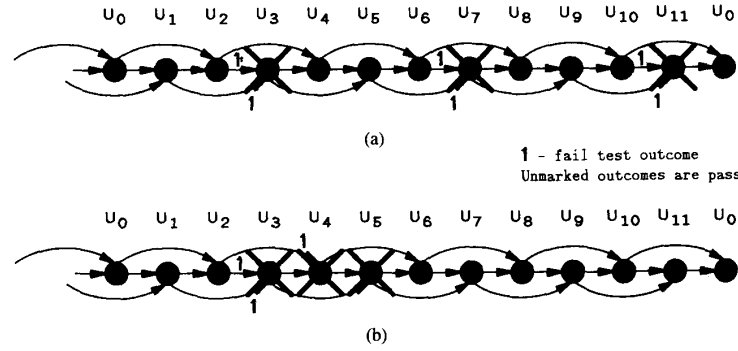 U0 U1 U2 U3 U4 U5 U6 U7 U8 U9 U10 U11 U0
1 1 1
1 1 1
(a)
1 - fail test outcome
Unmarked outcomes are pass
U0 U1 U2 U3 U4 U5 U6 U7 U8 U9 U10 U11 U0
1
1
1
(b)